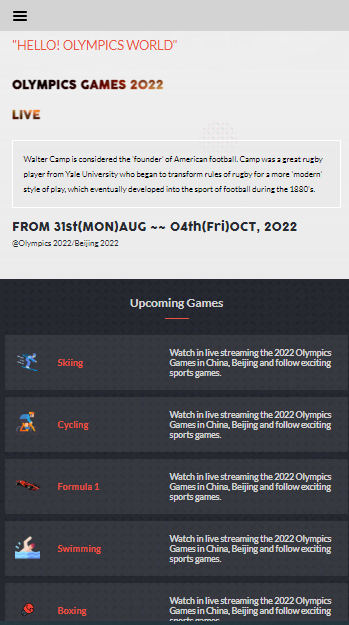 "HELLO! OLYMPICS WORLD"
OLYMPICS GAMES 2022
LIVE
Walter Camp is considered the 'founder' of American football. Camp was a great rugby
player from Yale University who began to transform rules of rugby for a more 'modern'
style of play, which eventually developed into the sport of football during the 1880's.
FROM 31st(MON)AUG ~~ 04th(Fri)OCT, 2022
@Olympics 2022/Beijing 2022
Upcoming Games
Skiing
Watch in live streaming the 2022 Olympics
Games in China, Beijing and follow exciting
sports games.
Cycling
Watch in live streaming the 2022 Olympics
Games in China, Beijing and follow exciting
sports games.
Formula 1
Watch in live streaming the 2022 Olympics
Games in China, Beijing and follow exciting
sports games.
Swimming
Watch in live streaming the 2022 Olympics
Games in China, Beijing and follow exciting
sports games.
Boxing
Watch in live streaming the 2022 Olympics
Games in China, Beijing and follow exciting
sports games.